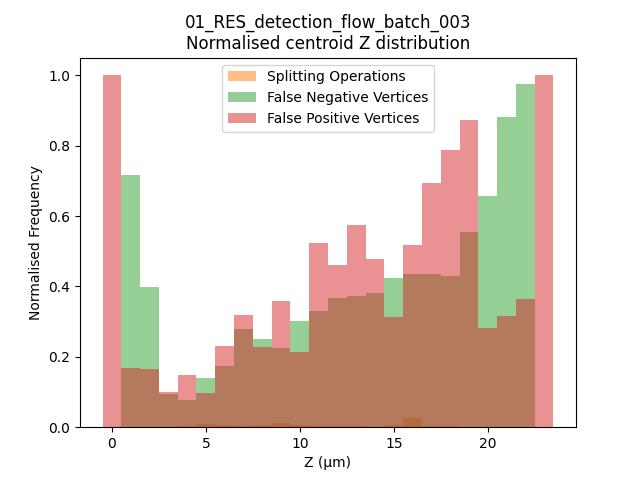 01_RES_detection_flow_batch_003
Normalised centroid Z distribution
Splitting Operations
False Negative Vertices
False Positive Vertices
Normalised Frequency
1.0
0.8
0.6
0.4
0.2
0.0
0 5 10 15 20
Z (μm)